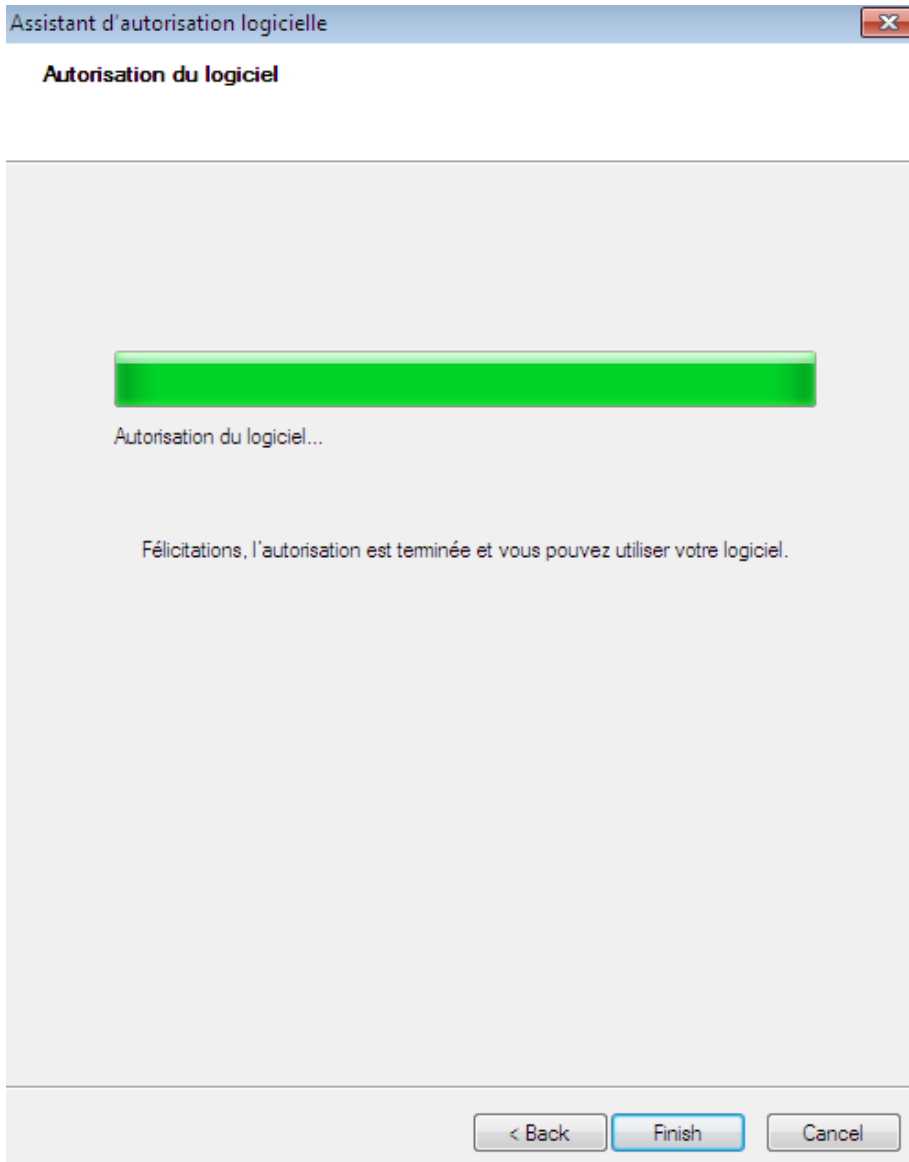 Assistant d'autorisation logicielle
Autorisation du logiciel
Autorisation du logiciel...
Félicitations, l'autorisation est terminée et vous pouvez utiliser votre logiciel.
< Back Finish Cancel